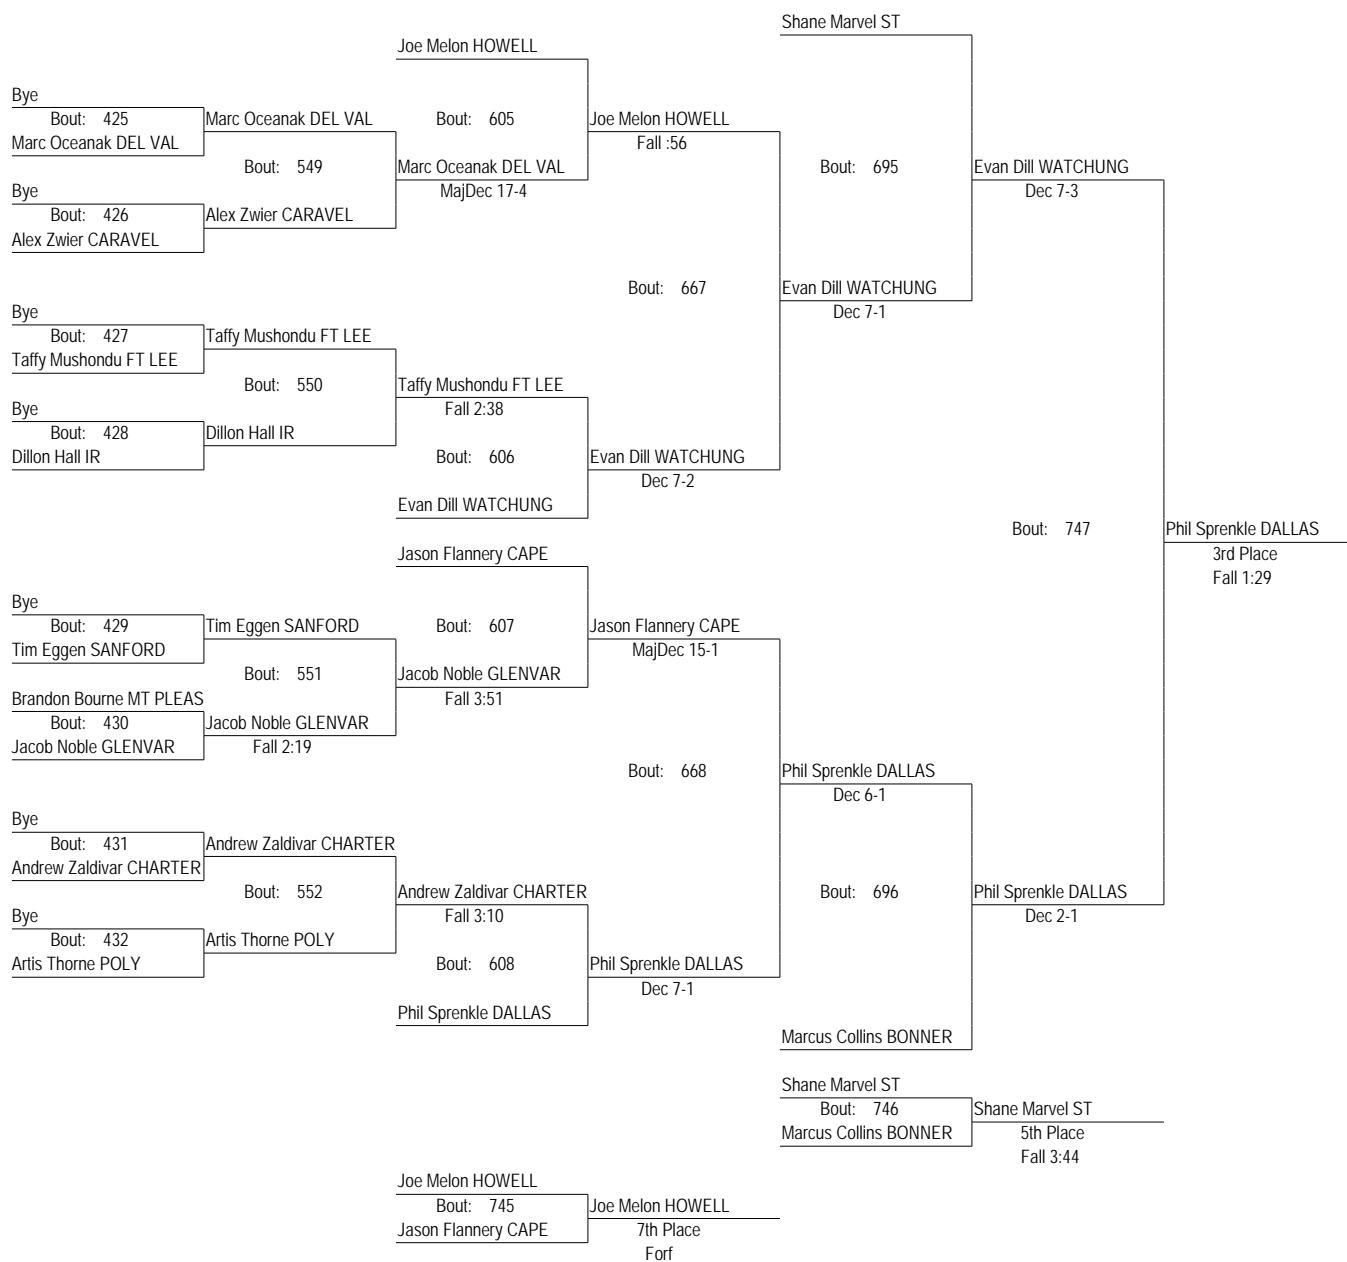 Shane Marvel ST
Joe Melon HOWELL
Bye
Bout: 425
Marc Oceanak DEL VAL
Bout: 605
Joe Melon HOWELL
Marc Oceanak DEL VAL
Fall :56
Bout: 549
Marc Oceanak DEL VAL
Bout: 695
Evan Dill WATCHUNG
Bye
MajDec 17-4
Dec 7-3
Bout: 426
Alex Zwier CARAVEL
Alex Zwier CARAVEL
Bout: 667
Evan Dill WATCHUNG
Bye
Dec 7-1
Bout: 427
Taffy Mushondu FT LEE
Taffy Mushondu FT LEE
Bout: 550
Taffy Mushondu FT LEE
Bye
Fall 2:38
Bout: 428
Dillon Hall IR
Dillon Hall IR
Bout: 606
Evan Dill WATCHUNG
Dec 7-2
Evan Dill WATCHUNG
Bout: 747
Phil Sprenkle DALLAS
Jason Flannery CAPE
3rd Place
Fall 1:29
Bye
Bout: 429
Tim Eggen SANFORD
Bout: 607
Jason Flannery CAPE
Tim Eggen SANFORD
MajDec 15-1
Bout: 551
Jacob Noble GLENVAR
Brandon Bourne MT PLEAS
Fall 3:51
Bout: 430
Jacob Noble GLENVAR
Jacob Noble GLENVAR
Fall 2:19
Bout: 668
Phil Sprenkle DALLAS
Dec 6-1
Bye
Bout: 431
Andrew Zaldivar CHARTER
Andrew Zaldivar CHARTER
Bout: 552
Andrew Zaldivar CHARTER
Bout: 696
Phil Sprenkle DALLAS
Bye
Fall 3:10
Dec 2-1
Bout: 432
Artis Thorne POLY
Artis Thorne POLY
Bout: 608
Phil Sprenkle DALLAS
Dec 7-1
Phil Sprenkle DALLAS
Marcus Collins BONNER
Shane Marvel ST
Bout: 746
Shane Marvel ST
Marcus Collins BONNER
5th Place
Fall 3:44
Joe Melon HOWELL
Bout: 745
Joe Melon HOWELL
Jason Flannery CAPE
7th Place
Forf